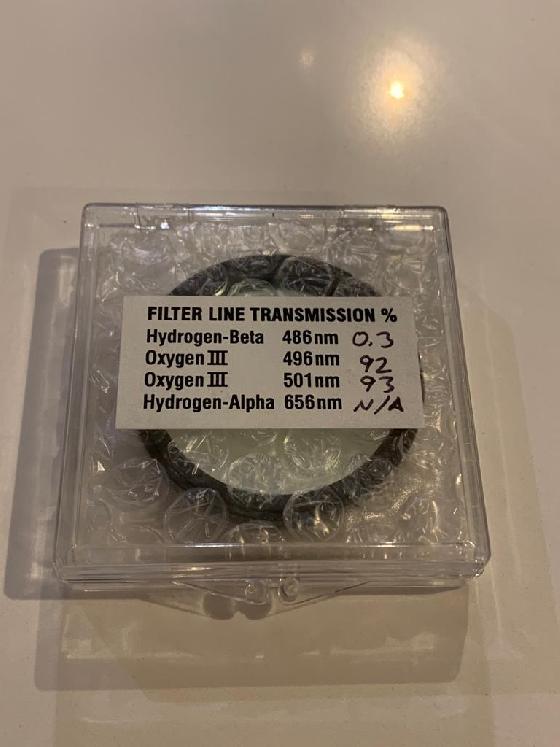 FILTER LINE TRANSMISSION %
Hydrogen-Beta 486nm 0.3
Oxygen III 496nm 92
Oxygen III 501nm 93
Hydrogen-Alpha 656nm N/A